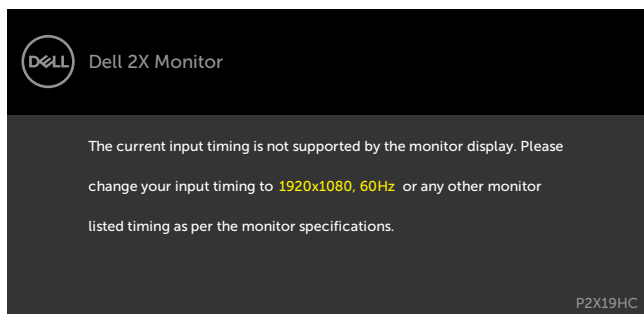 DELL
Dell 2X Monitor
The current input timing is not supported by the monitor display. Please
change your input timing to 1920x1080, 60Hz or any other monitor
listed timing as per the monitor specifications.
P2X19HC